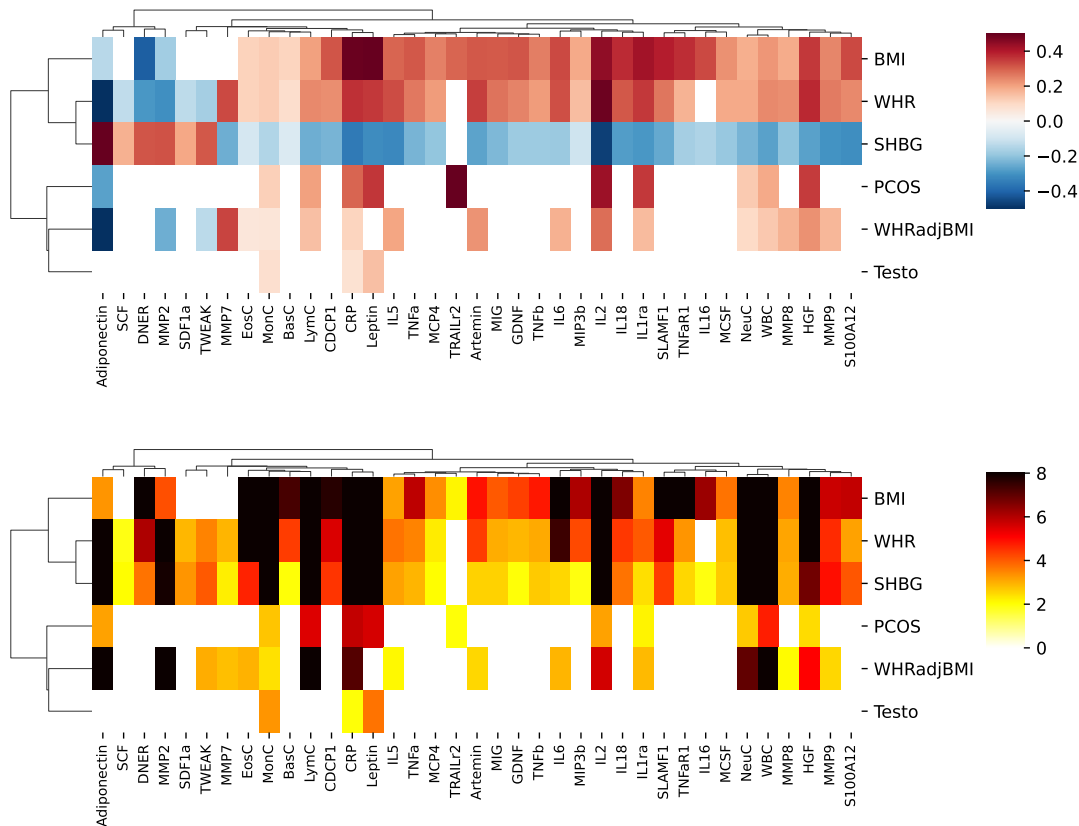 BMI
WHR
SHBG
PCOS
WHRadjBMI
Testo
0.4
0.2
0.0
−0.2
−0.4
Adiponectin
SCF
DNER
MMP2
SDF1a
TWEAK
MMP7
EosC
MonC
BasC
LymC
CDCP1
CRP
Leptin
IL5
TNFa
MCP4
TRAILr2
Artemin
MIG
GDNF
TNFb
IL6
MIP3b
IL2
IL18
IL1ra
SLAMF1
TNFaR1
IL16
MCSF
NeuC
WBC
MMP8
HGF
MMP9
S100A12
BMI
WHR
SHBG
PCOS
WHRadjBMI
Testo
8
6
4
2
0
Adiponectin
SCF
DNER
MMP2
SDF1a
TWEAK
MMP7
EosC
MonC
BasC
LymC
CDCP1
CRP
Leptin
IL5
TNFa
MCP4
TRAILr2
Artemin
MIG
GDNF
TNFb
IL6
MIP3b
IL2
IL18
IL1ra
SLAMF1
TNFaR1
IL16
MCSF
NeuC
WBC
MMP8
HGF
MMP9
S100A12